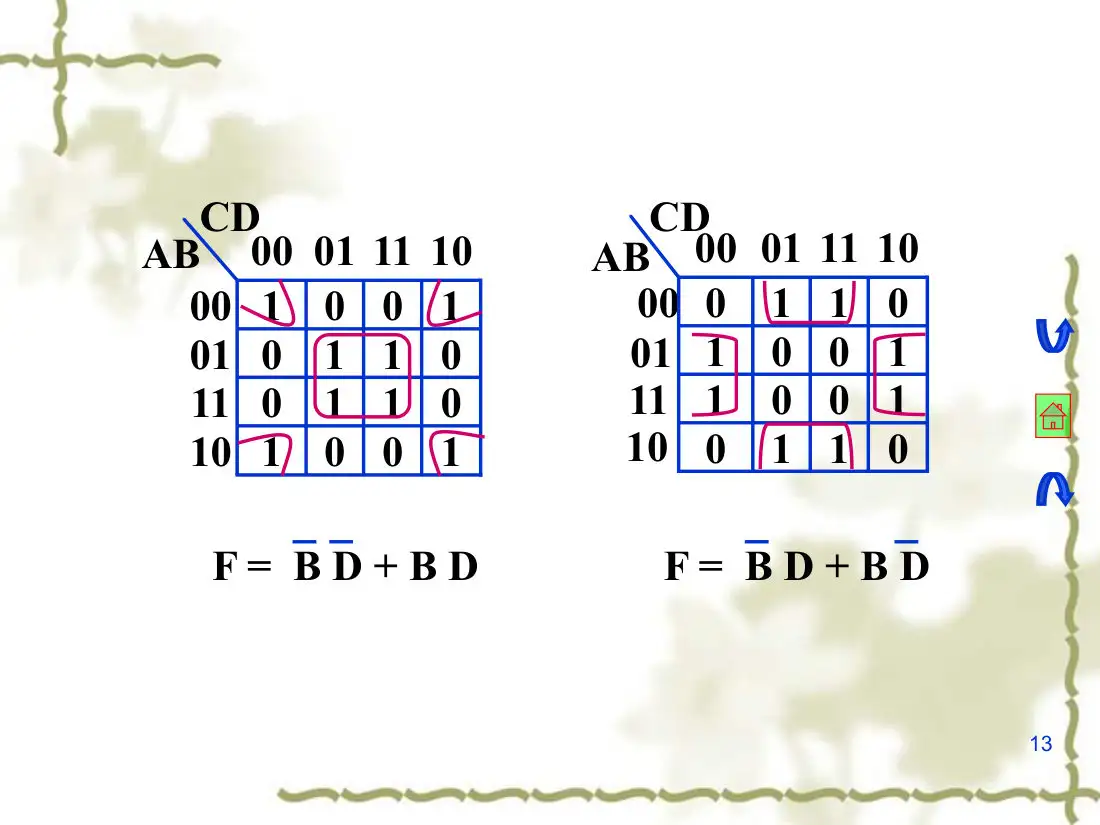 CD
AB 00 01 11 10
00 1 0 0 1
01 0 1 1 0
11 0 1 1 0
10 1 0 0 1
F = B̅ D̅ + B D
CD
AB 00 01 11 10
00 0 1 1 0
01 1 0 0 1
11 1 0 0 1
10 0 1 1 0
F = B̅ D + B D̅
13